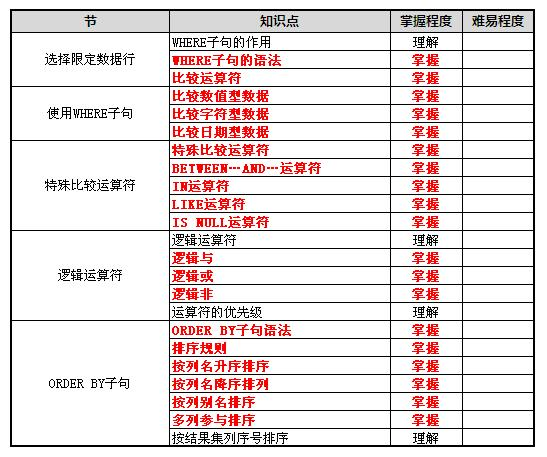 节 知识点 掌握程度 难易程度
选择限定数据行 WHERE子句的作用 理解
WHERE子句的语法 掌握
比较运算符 掌握
使用WHERE子句 比较数值型数据 掌握
比较字符型数据 掌握
比较日期型数据 掌握
特殊比较运算符 特殊比较运算符 掌握
BETWEEN…AND…运算符 掌握
IN运算符 掌握
LIKE运算符 掌握
IS NULL运算符 掌握
逻辑运算符 逻辑运算符 理解
逻辑与 掌握
逻辑或 掌握
逻辑非 掌握
运算符的优先级 理解
ORDER BY子句 ORDER BY子句语法 掌握
排序规则 掌握
按列名升序排序 掌握
按列名降序排列 掌握
按列别名排序 掌握
多列参与排序 掌握
按结果集列序号排序 理解